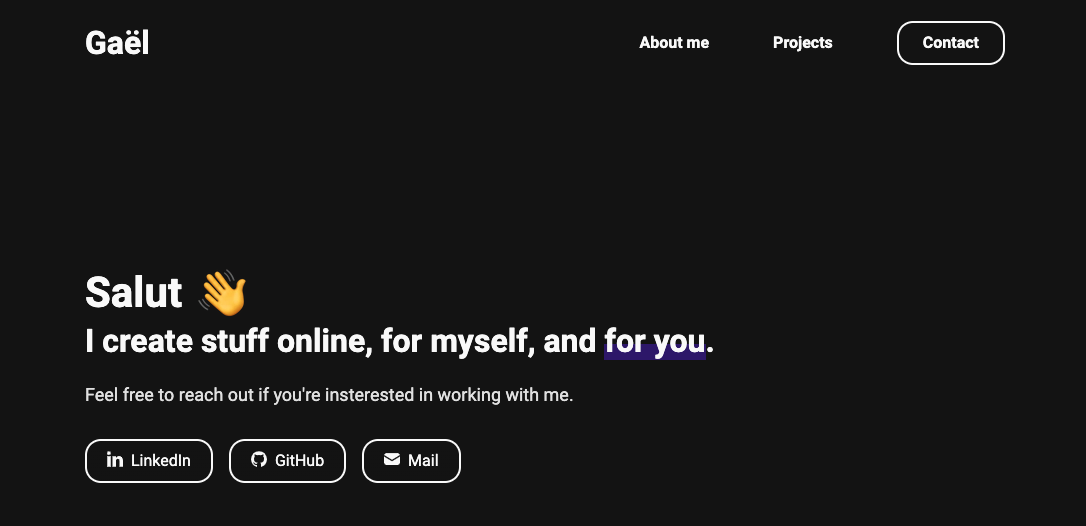 Gaël
About me
Projects
Contact
Salut 👋
I create stuff online, for myself, and for you.
Feel free to reach out if you're insterested in working with me.
LinkedIn
GitHub
Mail